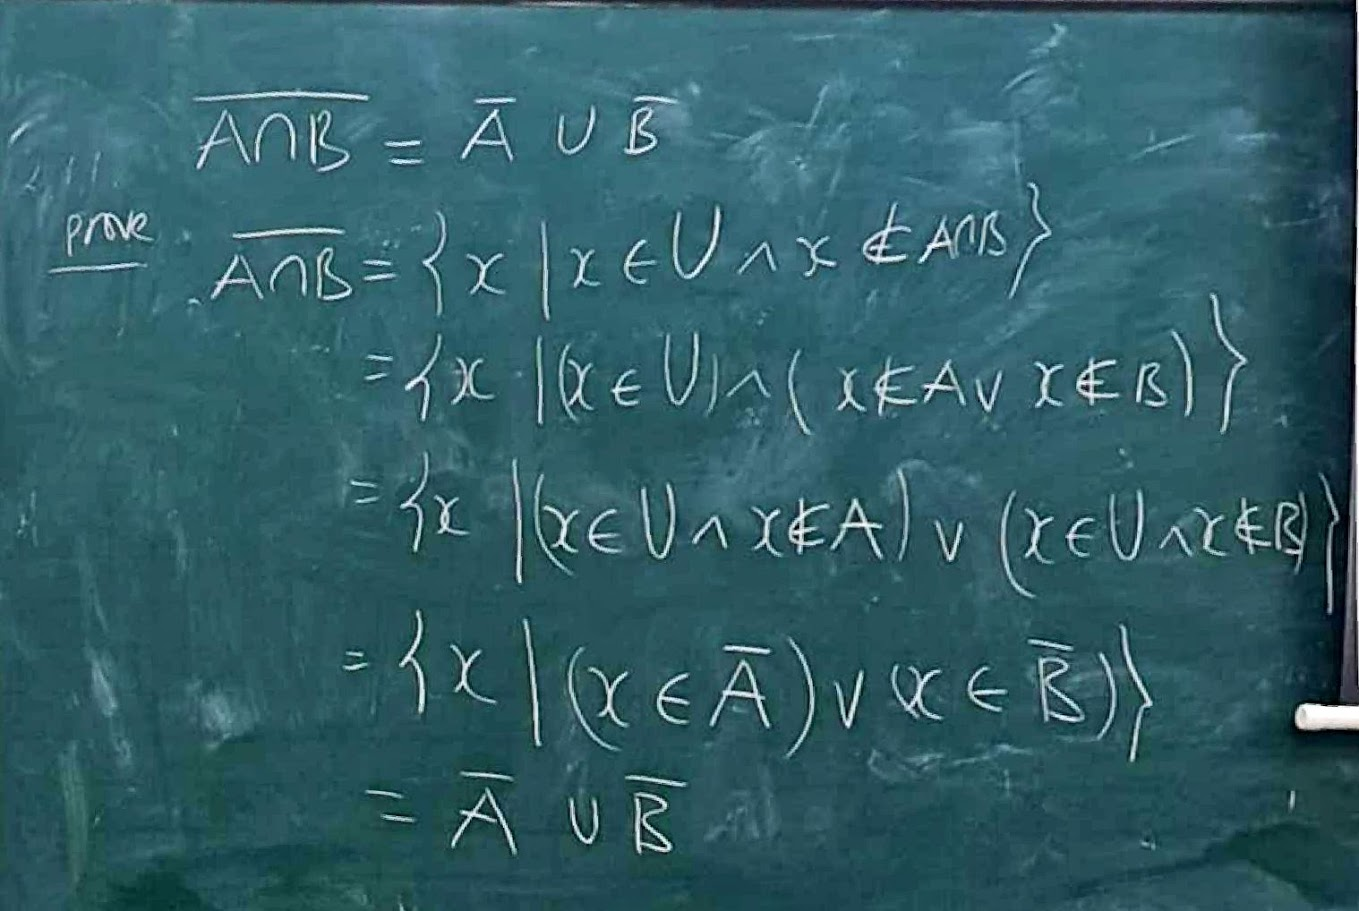 A̅∩̅B̅ = A̅ ∪ B̅
prove A̅∩̅B̅ = {x | x ∈ U ∧ x ∉ A∩B}
= {x | (x ∈ U) ∧ (x ∉ A ∨ x ∉ B)}
= {x | (x ∈ U ∧ x ∉ A) ∨ (x ∈ U ∧ x ∉ B)}
= {x | (x ∈ A̅) ∨ (x ∈ B̅)}
= A̅ ∪ B̅